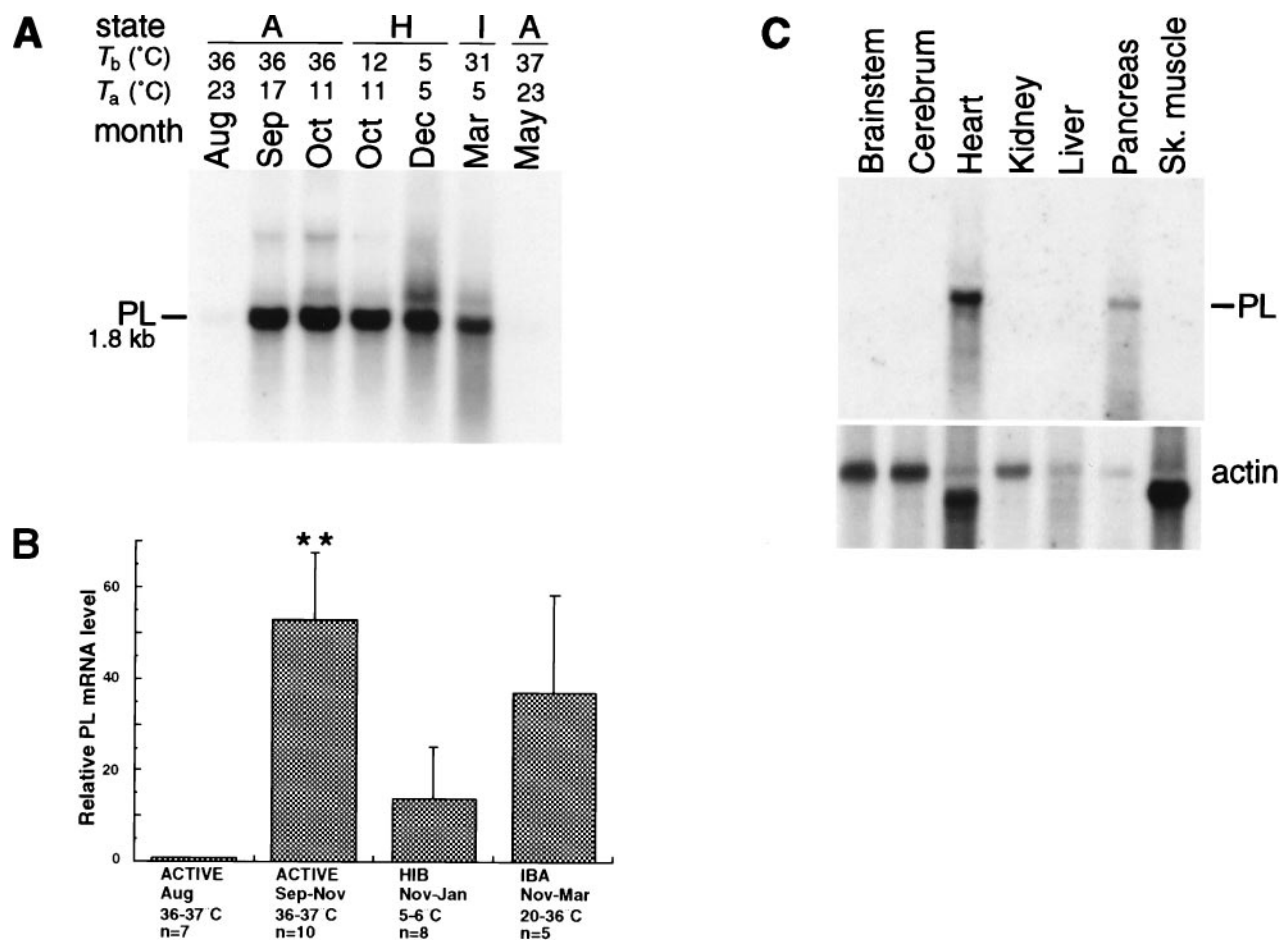 A
state A H I A
Tb (°C) 36 36 36 12 5 31 37
Ta (°C) 23 17 11 11 5 5 23
month Aug Sep Oct Oct Dec Mar May
PL
1.8 kb
B
Relative PL mRNA level
60
40
20
0
**
ACTIVE
Aug
36-37°C
n=7
ACTIVE
Sep-Nov
36-37°C
n=10
HIB
Nov-Jan
5-6°C
n=8
IBA
Nov-Mar
20-36°C
n=5
C
Brainstem
Cerebrum
Heart
Kidney
Liver
Pancreas
Sk. muscle
PL
actin